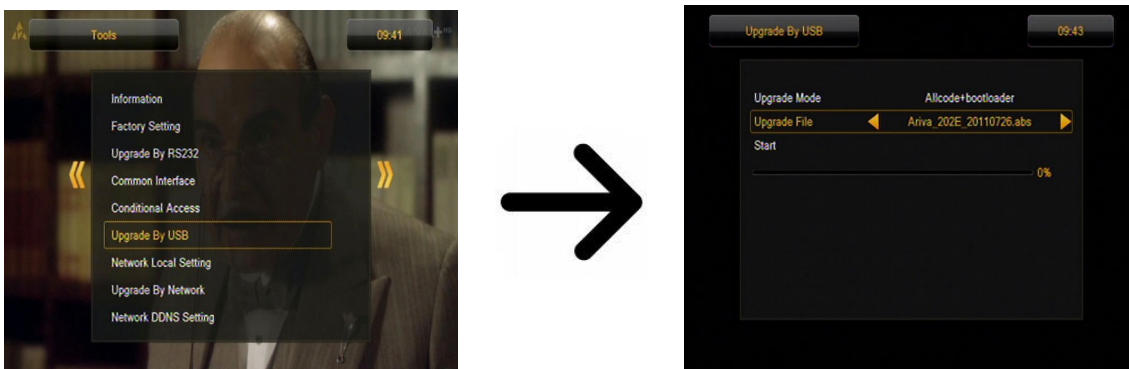 Tools
09:41
Information
Factory Setting
Upgrade By RS232
Common Interface
Conditional Access
Upgrade By USB
Network Local Setting
Upgrade By Network
Network DDNS Setting
Upgrade By USB
09:43
Upgrade Mode Allcode+bootloader
Upgrade File Ariva_202E_20110726.abs
Start
0%